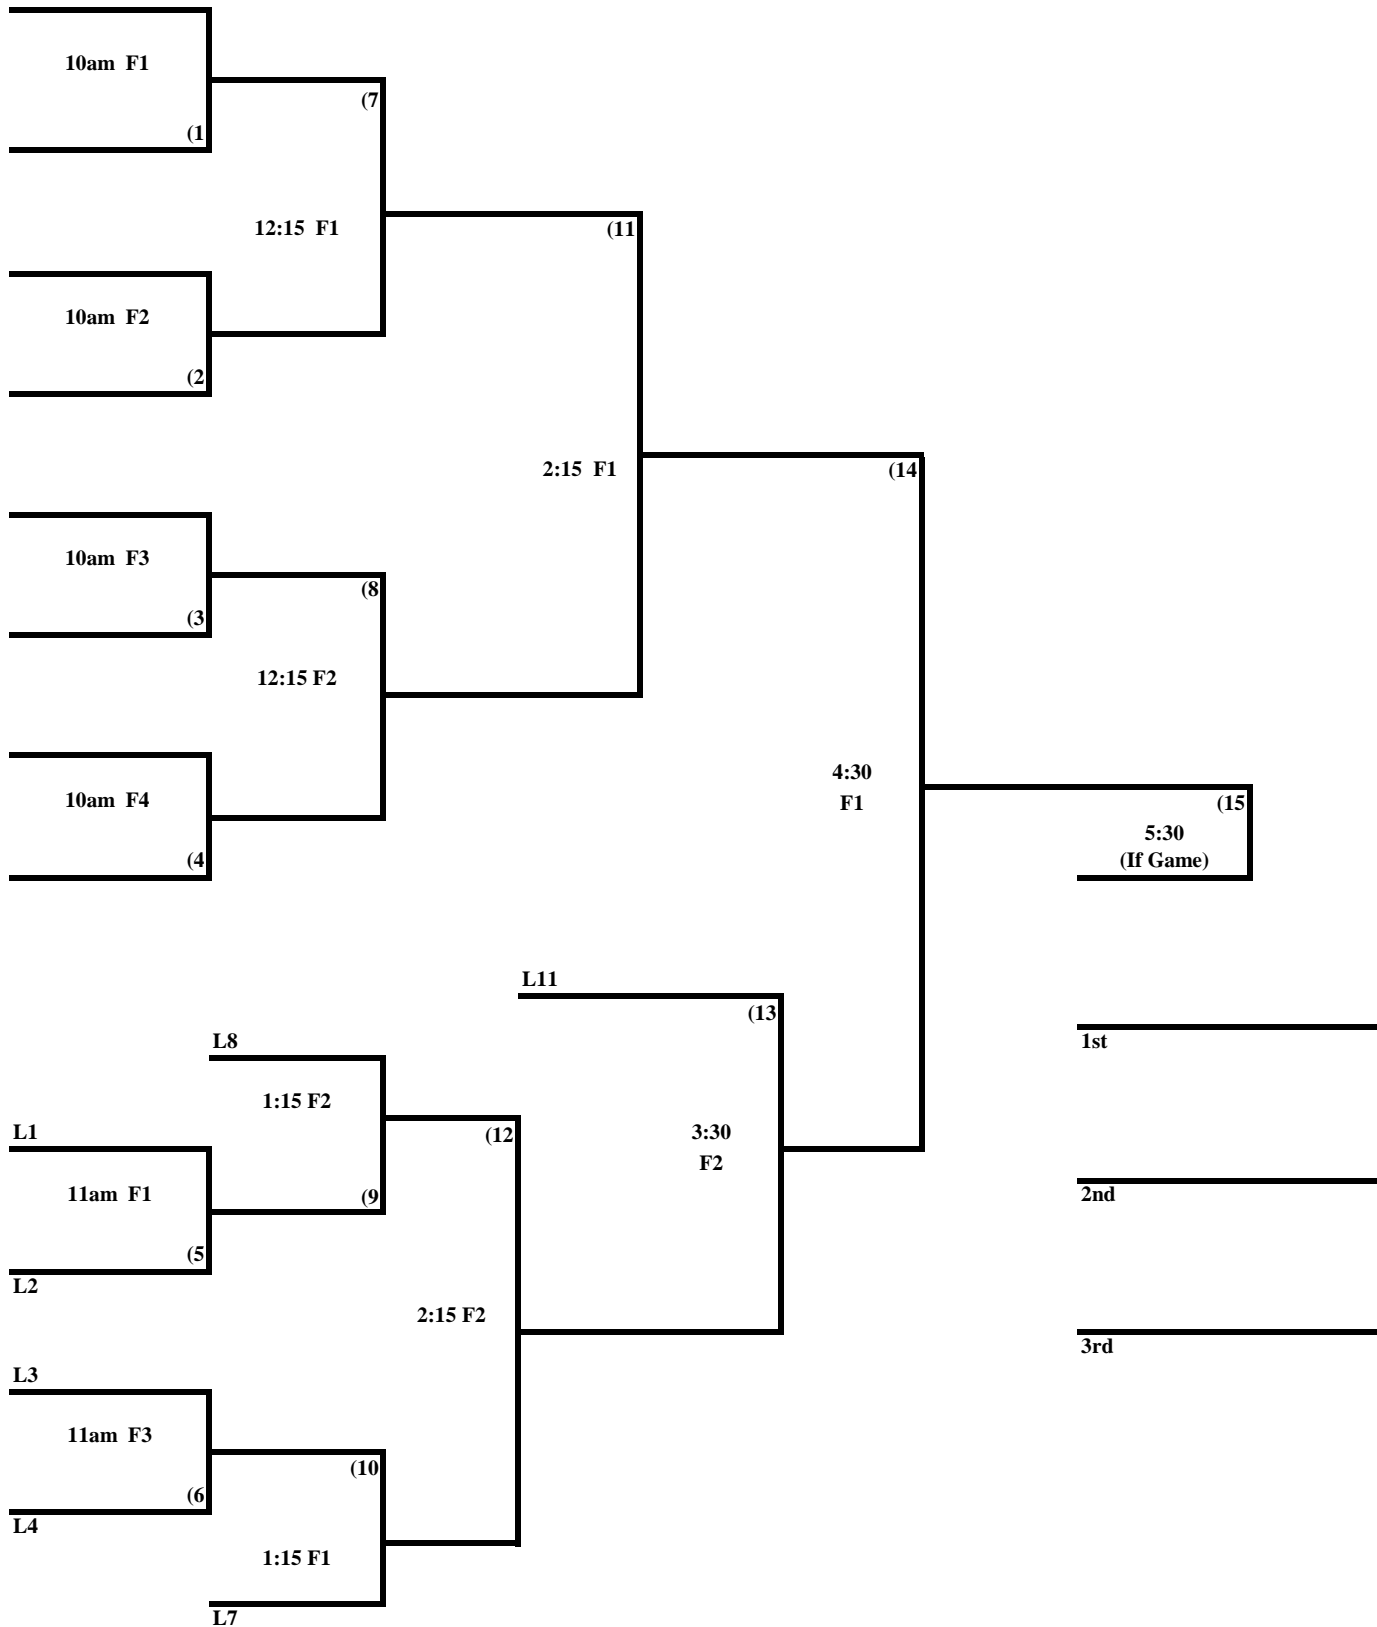 10am  F1
(7
(1
12:15  F1
(11
10am  F2
(2
2:15  F1
(14
10am  F3
(8
(3
12:15 F2
4:30
F1
10am  F4
(15
5:30
(If Game)
(4
L11
(13
L8
1st
1:15 F2
L1
(12
3:30
F2
11am  F1
(9
2nd
(5
L2
2:15 F2
3rd
L3
11am  F3
(10
(6
L4
1:15 F1
L7